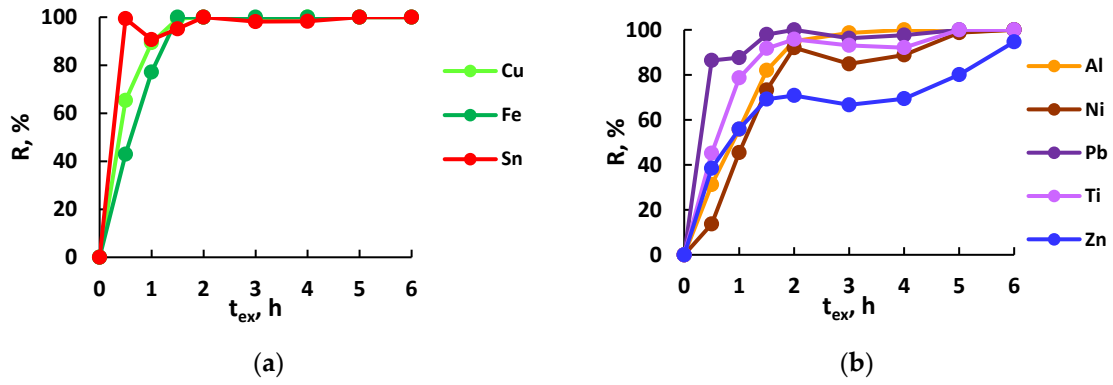 R, %
100
80
60
40
20
0
0 1 2 3 4 5 6
t_ex, h
Cu
Fe
Sn
(a)
R, %
100
80
60
40
20
0
0 1 2 3 4 5 6
t_ex, h
Al
Ni
Pb
Ti
Zn
(b)